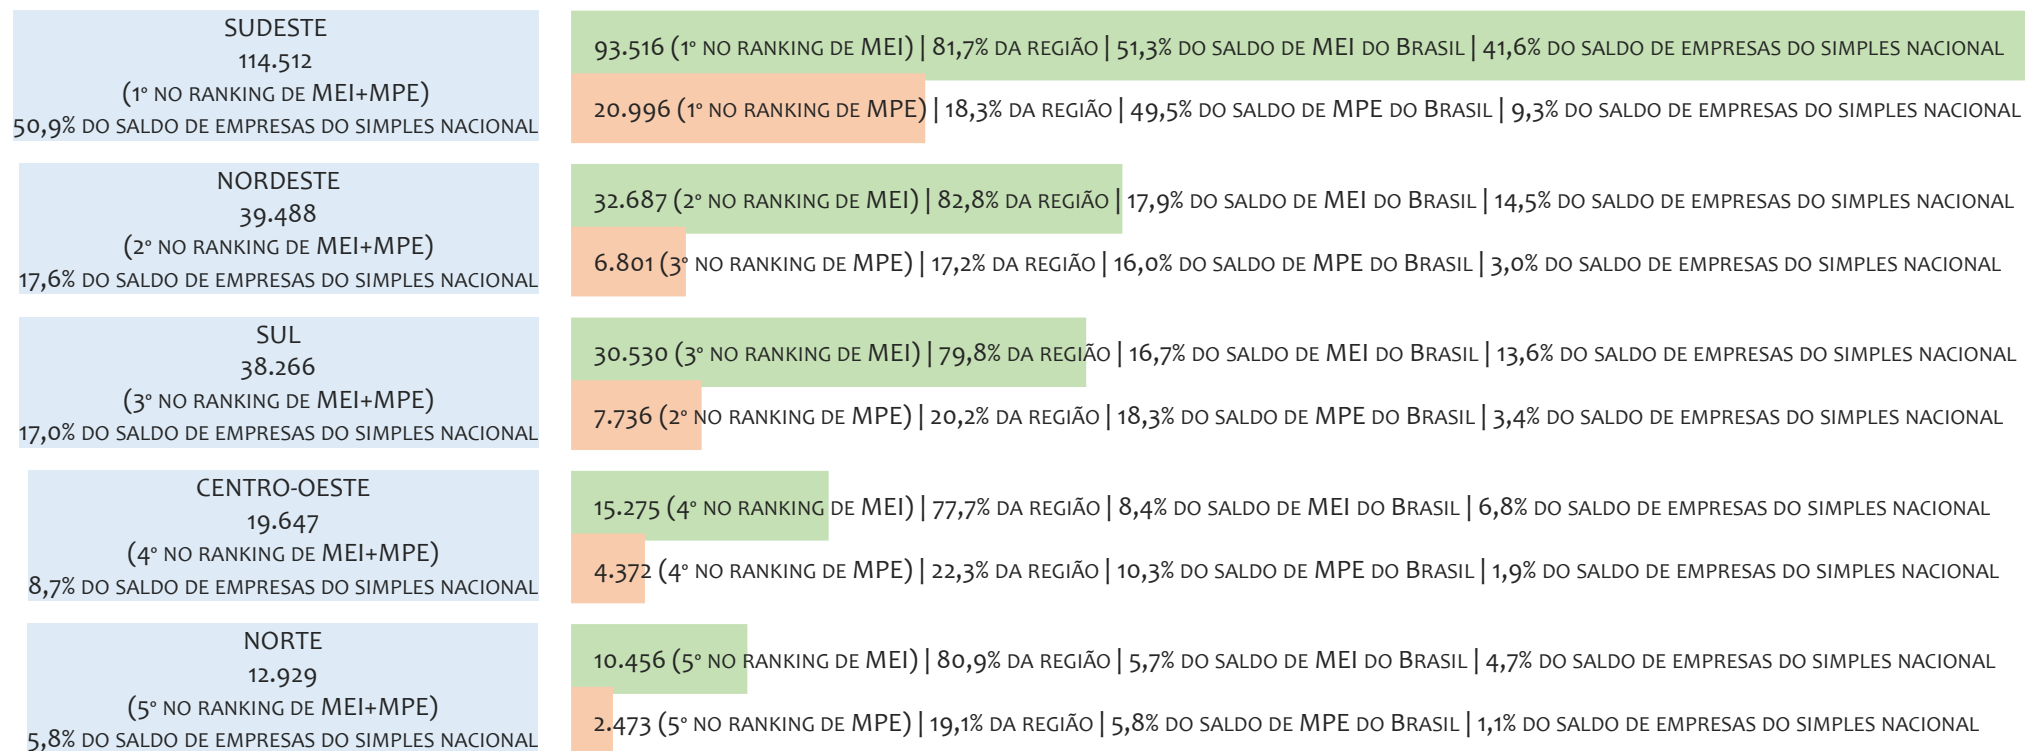 SUDESTE
114.512
(1º NO RANKING DE MEI+MPE)
50,9% DO SALDO DE EMPRESAS DO SIMPLES NACIONAL
93.516 (1º NO RANKING DE MEI) | 81,7% DA REGIÃO | 51,3% DO SALDO DE MEI DO BRASIL | 41,6% DO SALDO DE EMPRESAS DO SIMPLES NACIONAL
20.996 (1º NO RANKING DE MPE) | 18,3% DA REGIÃO | 49,5% DO SALDO DE MPE DO BRASIL | 9,3% DO SALDO DE EMPRESAS DO SIMPLES NACIONAL
NORDESTE
39.488
(2º NO RANKING DE MEI+MPE)
17,6% DO SALDO DE EMPRESAS DO SIMPLES NACIONAL
32.687 (2º NO RANKING DE MEI) | 82,8% DA REGIÃO | 17,9% DO SALDO DE MEI DO BRASIL | 14,5% DO SALDO DE EMPRESAS DO SIMPLES NACIONAL
6.801 (3º NO RANKING DE MPE) | 17,2% DA REGIÃO | 16,0% DO SALDO DE MPE DO BRASIL | 3,0% DO SALDO DE EMPRESAS DO SIMPLES NACIONAL
SUL
38.266
(3º NO RANKING DE MEI+MPE)
17,0% DO SALDO DE EMPRESAS DO SIMPLES NACIONAL
30.530 (3º NO RANKING DE MEI) | 79,8% DA REGIÃO | 16,7% DO SALDO DE MEI DO BRASIL | 13,6% DO SALDO DE EMPRESAS DO SIMPLES NACIONAL
7.736 (2º NO RANKING DE MPE) | 20,2% DA REGIÃO | 18,3% DO SALDO DE MPE DO BRASIL | 3,4% DO SALDO DE EMPRESAS DO SIMPLES NACIONAL
CENTRO-OESTE
19.647
(4º NO RANKING DE MEI+MPE)
8,7% DO SALDO DE EMPRESAS DO SIMPLES NACIONAL
15.275 (4º NO RANKING DE MEI) | 77,7% DA REGIÃO | 8,4% DO SALDO DE MEI DO BRASIL | 6,8% DO SALDO DE EMPRESAS DO SIMPLES NACIONAL
4.372 (4º NO RANKING DE MPE) | 22,3% DA REGIÃO | 10,3% DO SALDO DE MPE DO BRASIL | 1,9% DO SALDO DE EMPRESAS DO SIMPLES NACIONAL
NORTE
12.929
(5º NO RANKING DE MEI+MPE)
5,8% DO SALDO DE EMPRESAS DO SIMPLES NACIONAL
10.456 (5º NO RANKING DE MEI) | 80,9% DA REGIÃO | 5,7% DO SALDO DE MEI DO BRASIL | 4,7% DO SALDO DE EMPRESAS DO SIMPLES NACIONAL
2.473 (5º NO RANKING DE MPE) | 19,1% DA REGIÃO | 5,8% DO SALDO DE MPE DO BRASIL | 1,1% DO SALDO DE EMPRESAS DO SIMPLES NACIONAL